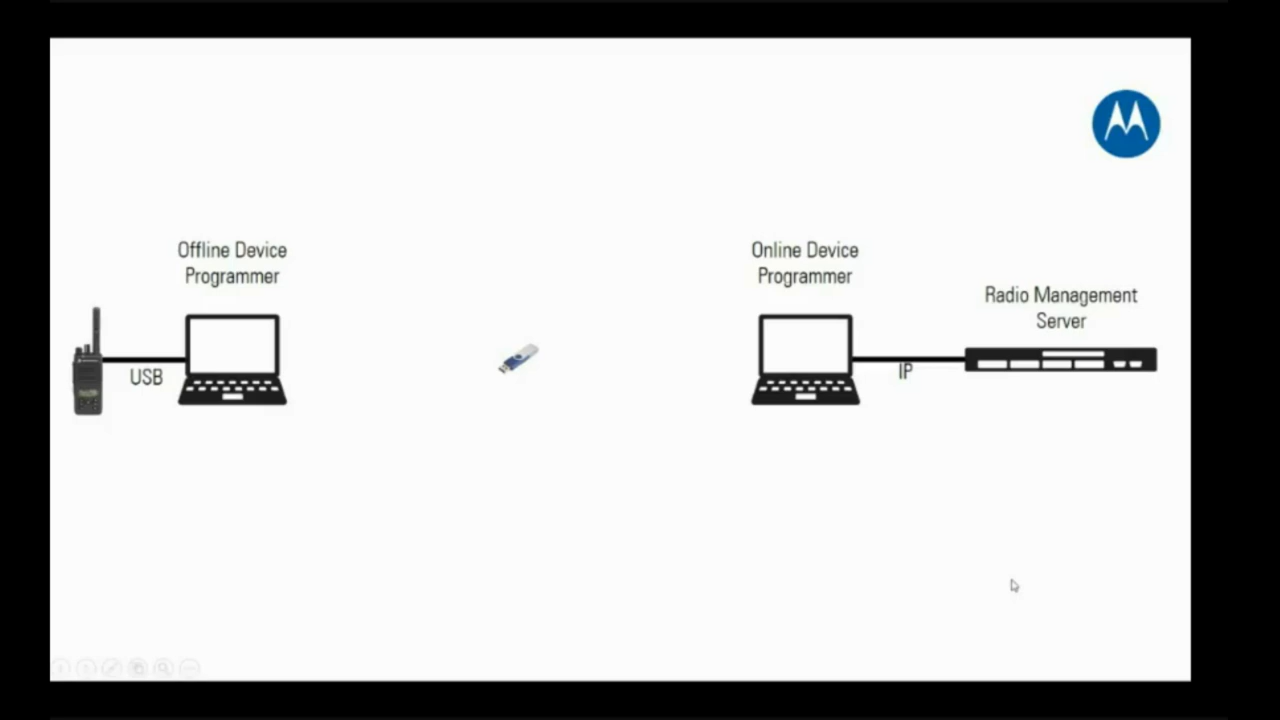 Offline Device
Programmer
USB
Online Device
Programmer
IP
Radio Management
Server